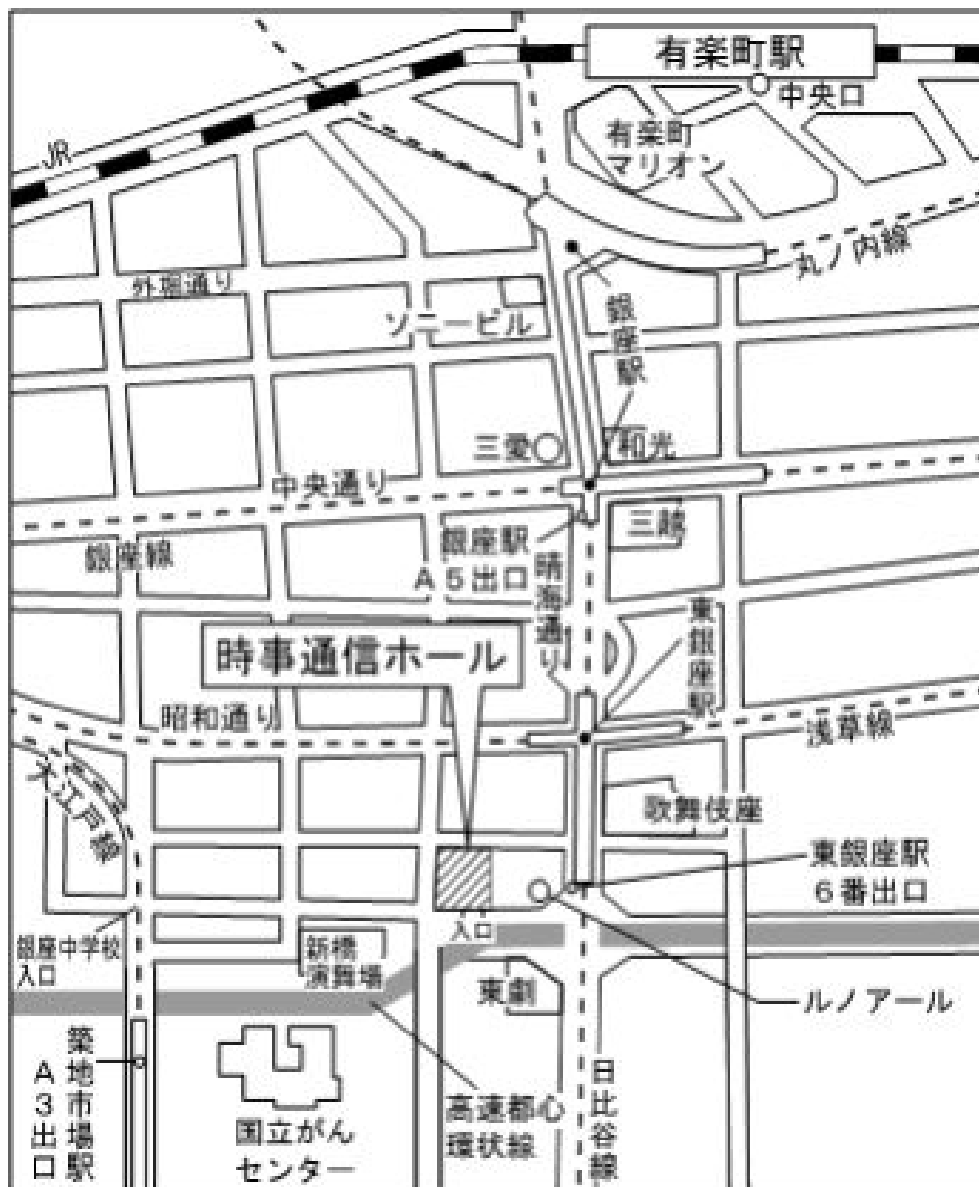 有楽町駅
中央口
有楽町
マリオン
JR
丸ノ内線
外堀通り
ソニービル
銀座駅
三愛
和光
中央通り
三越
銀座線
銀座駅
A5出口
晴海通り
東銀座駅
時事通信ホール
昭和通り
浅草線
大江戸線
歌舞伎座
東銀座駅
6番出口
入口
銀座中学校
入口
新橋
演舞場
東劇
ルノアール
築地市場駅
A3出口
国立がん
センター
高速都心
環状線
日比谷線